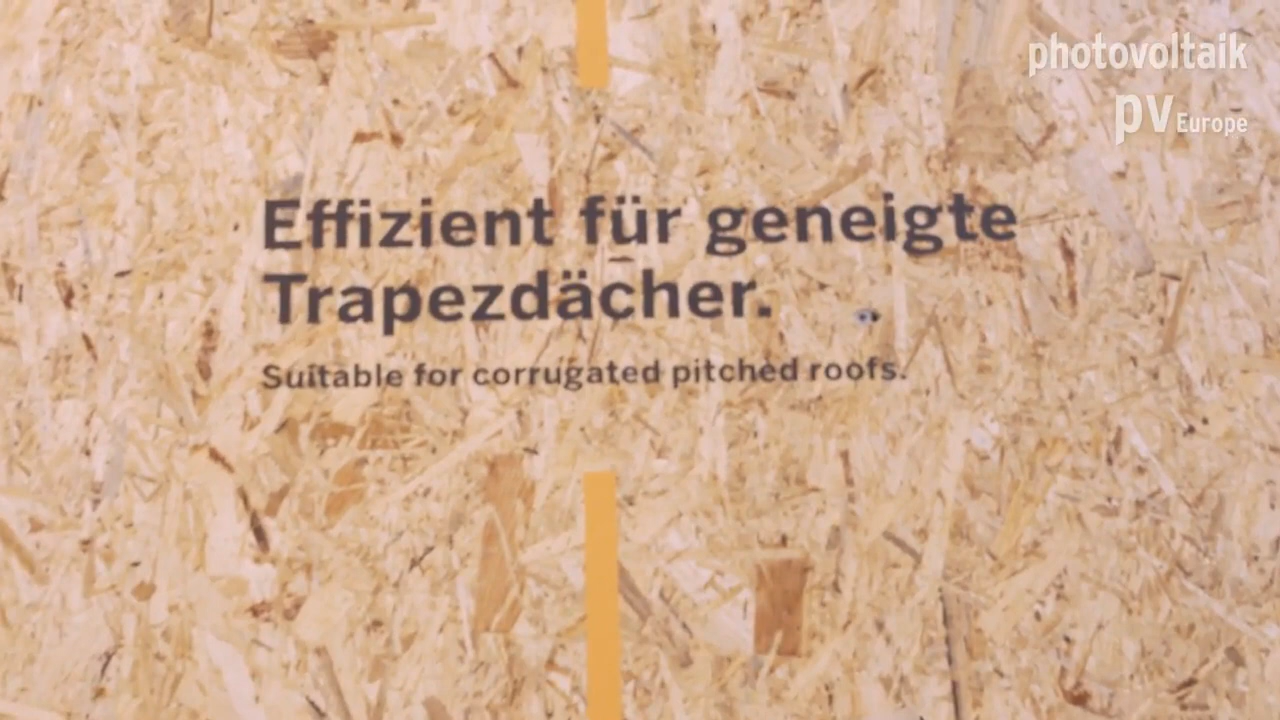 photovoltaik
pv Europe
Effizient für geneigte
Trapezdächer.
Suitable for corrugated pitched roofs.